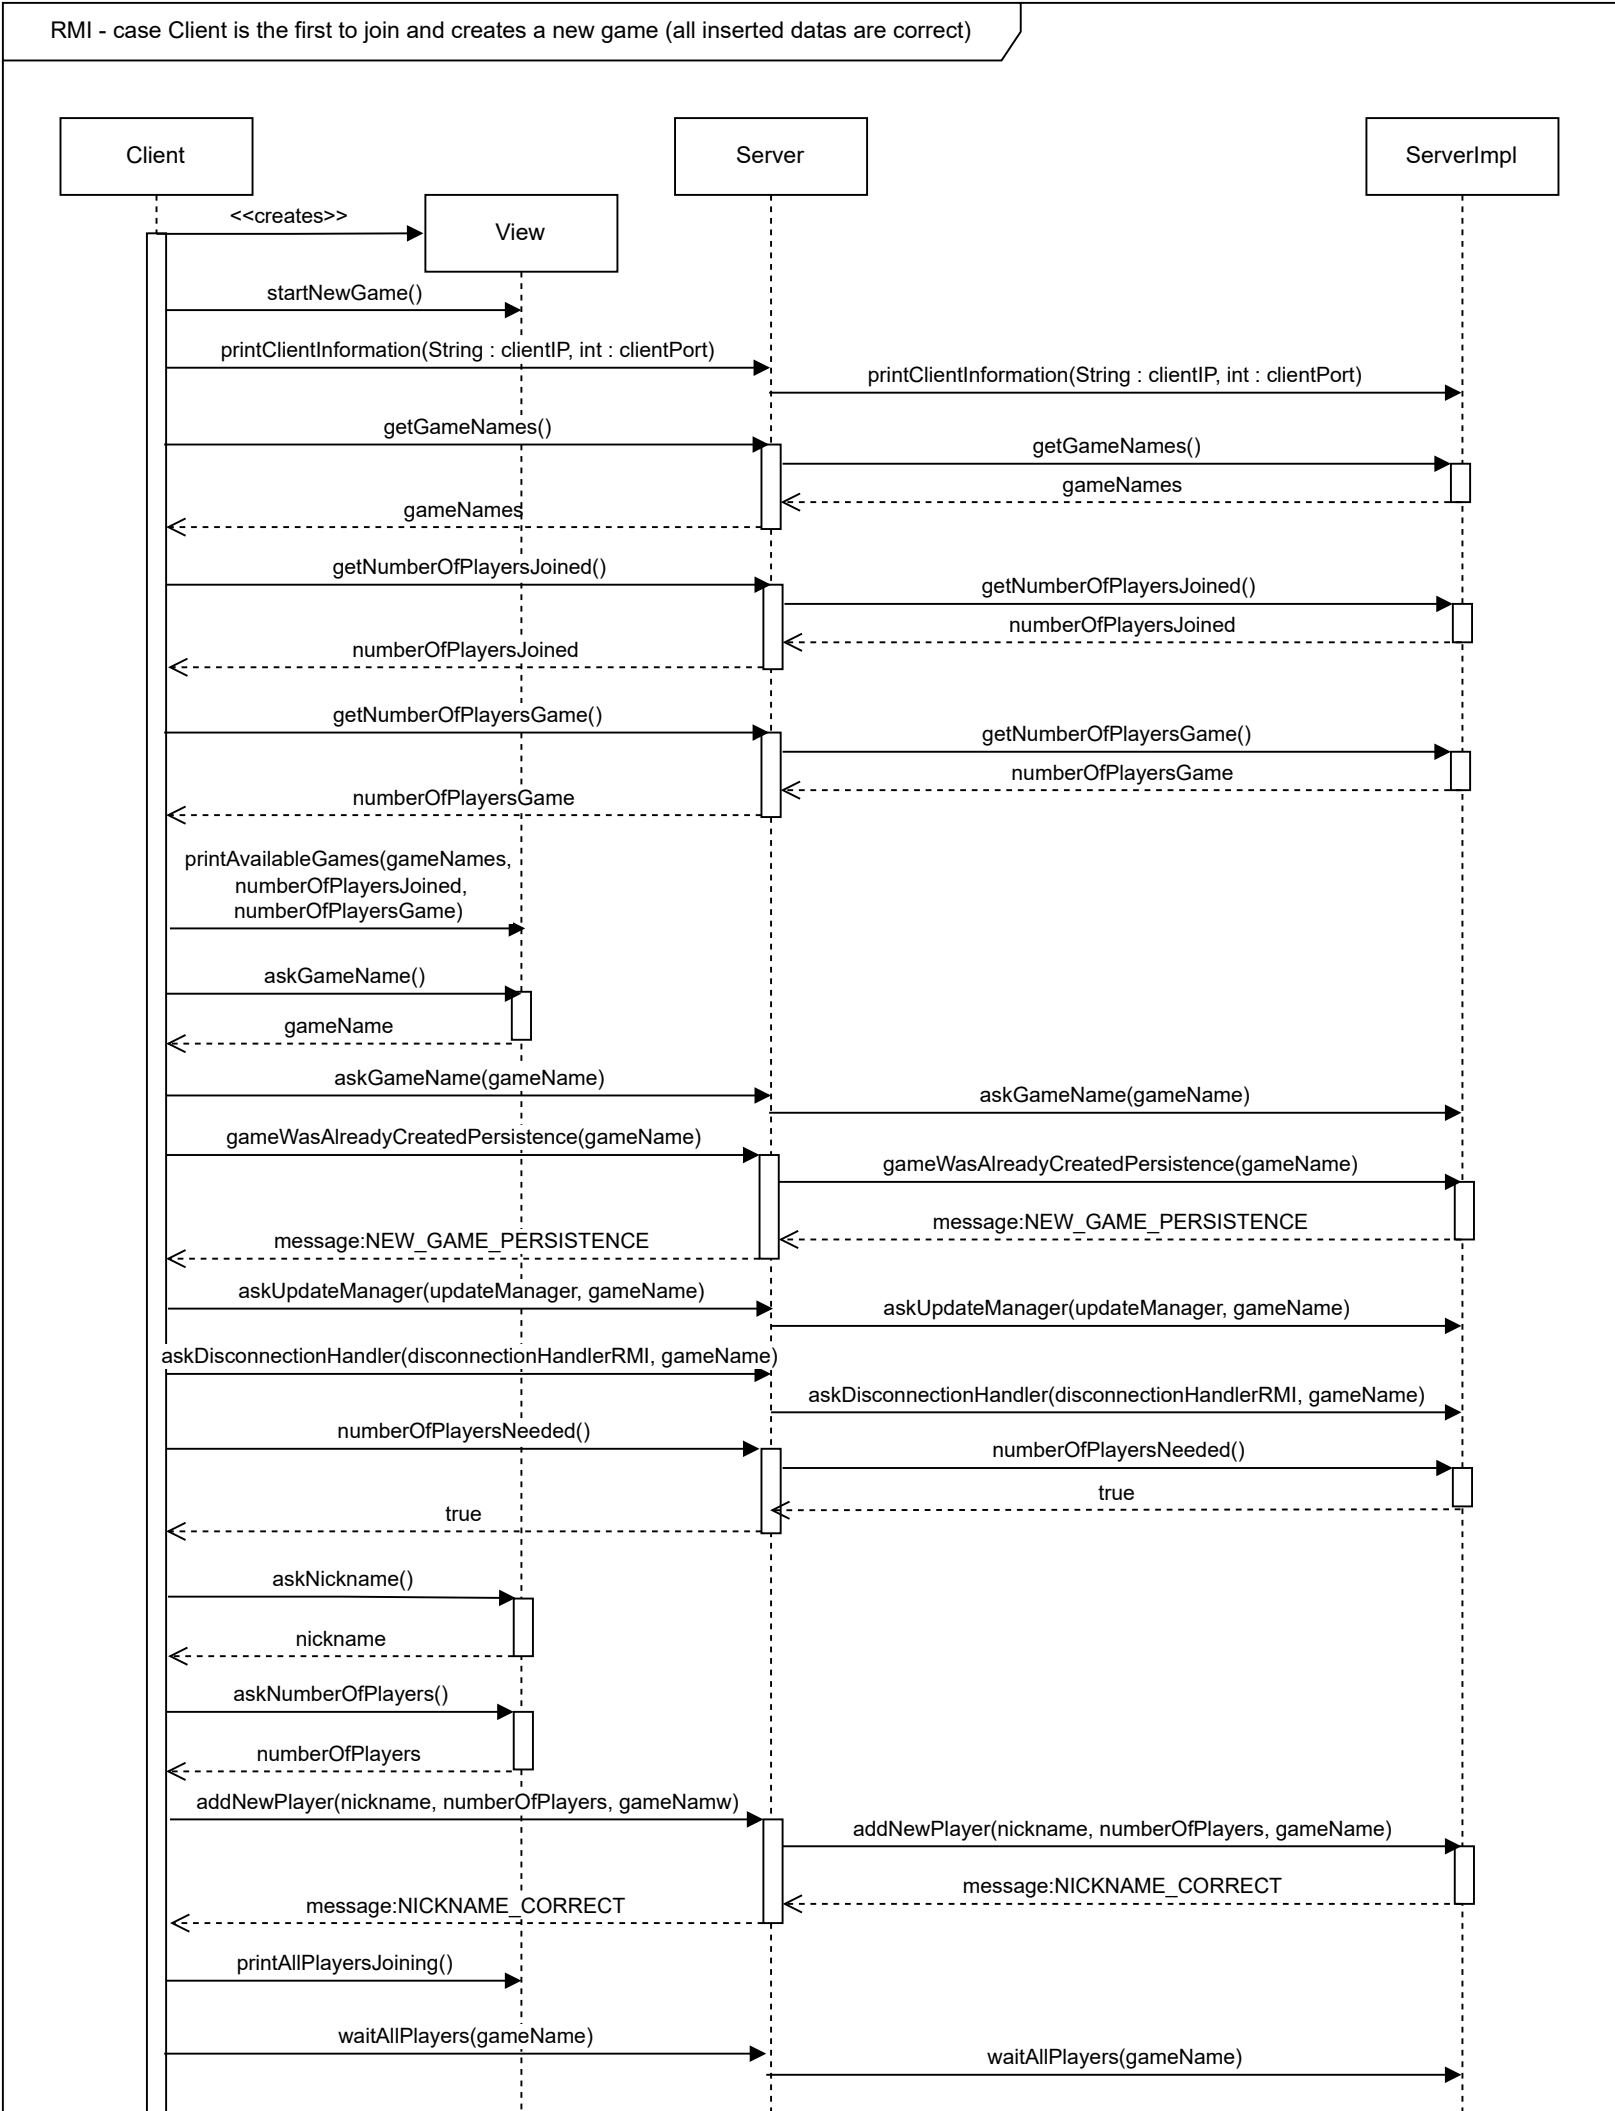 RMI - case Client is the first to join and creates a new game (all inserted datas are correct)
Client
Server
ServerImpl
<<creates>>
View
startNewGame()
printClientInformation(String : clientIP, int : clientPort)
printClientInformation(String : clientIP, int : clientPort)
getGameNames()
getGameNames()
gameNames
gameNames
getNumberOfPlayersJoined()
getNumberOfPlayersJoined()
numberOfPlayersJoined
numberOfPlayersJoined
getNumberOfPlayersGame()
getNumberOfPlayersGame()
numberOfPlayersGame
numberOfPlayersGame
printAvailableGames(gameNames,
numberOfPlayersJoined,
numberOfPlayersGame)
askGameName()
gameName
askGameName(gameName)
askGameName(gameName)
gameWasAlreadyCreatedPersistence(gameName)
gameWasAlreadyCreatedPersistence(gameName)
message:NEW_GAME_PERSISTENCE
message:NEW_GAME_PERSISTENCE
askUpdateManager(updateManager, gameName)
askUpdateManager(updateManager, gameName)
askDisconnectionHandler(disconnectionHandlerRMI, gameName)
askDisconnectionHandler(disconnectionHandlerRMI, gameName)
numberOfPlayersNeeded()
numberOfPlayersNeeded()
true
true
askNickname()
nickname
askNumberOfPlayers()
numberOfPlayers
addNewPlayer(nickname, numberOfPlayers, gameNamw)
addNewPlayer(nickname, numberOfPlayers, gameName)
message:NICKNAME_CORRECT
message:NICKNAME_CORRECT
printAllPlayersJoining()
waitAllPlayers(gameName)
waitAllPlayers(gameName)